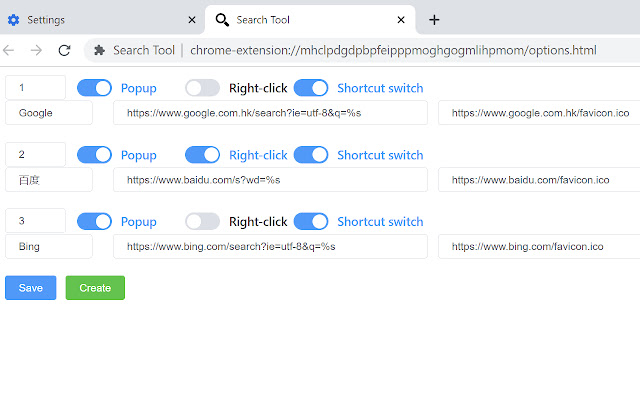 Settings
Search Tool
Search Tool | chrome-extension://mhclpdgdpbpfeipppmoghgogmlihpmom/options.html
1 Popup Right-click Shortcut switch
Google https://www.google.com.hk/search?ie=utf-8&q=%s https://www.google.com.hk/favicon.ico
2 Popup Right-click Shortcut switch
百度 https://www.baidu.com/s?wd=%s https://www.baidu.com/favicon.ico
3 Popup Right-click Shortcut switch
Bing https://www.bing.com/search?ie=utf-8&q=%s https://www.bing.com/favicon.ico
Save Create